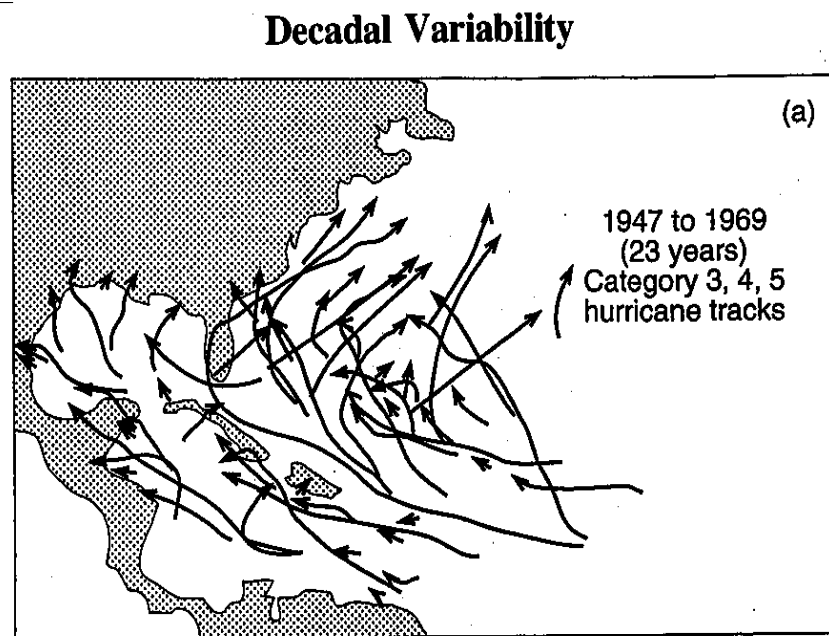 Decadal Variability
(a)
1947 to 1969
(23 years)
Category 3, 4, 5
hurricane tracks